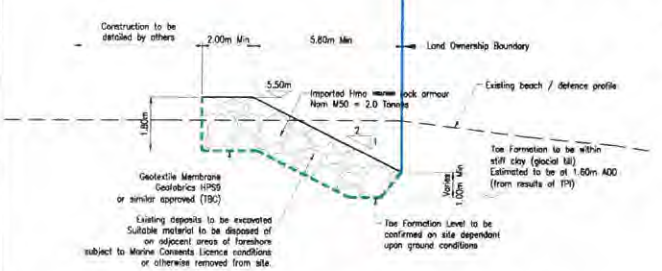 Construction to be
detailed by others
2.00m Min
5.60m Min
Land Ownership Boundary
5.50m
Imported Hmo rock armour
Nom M50 = 2.0 Tonnes
Existing beach / defence profile
1.80m
2
1
Toe Formation to be within
stiff clay (glacial till)
Estimated to be at 1.60m AOD
(from results of TPI)
Varies
1.00m Min
Geotextile Membrane
Geofabrics HPS9
or similar approved (TBC)
Existing deposits to be excavated
Suitable material to be disposed of
on adjacent areas of foreshore
subject to Marine Consents Licence conditions
or otherwise removed from site.
Toe Formation Level to be
confirmed on site dependant
upon ground conditions